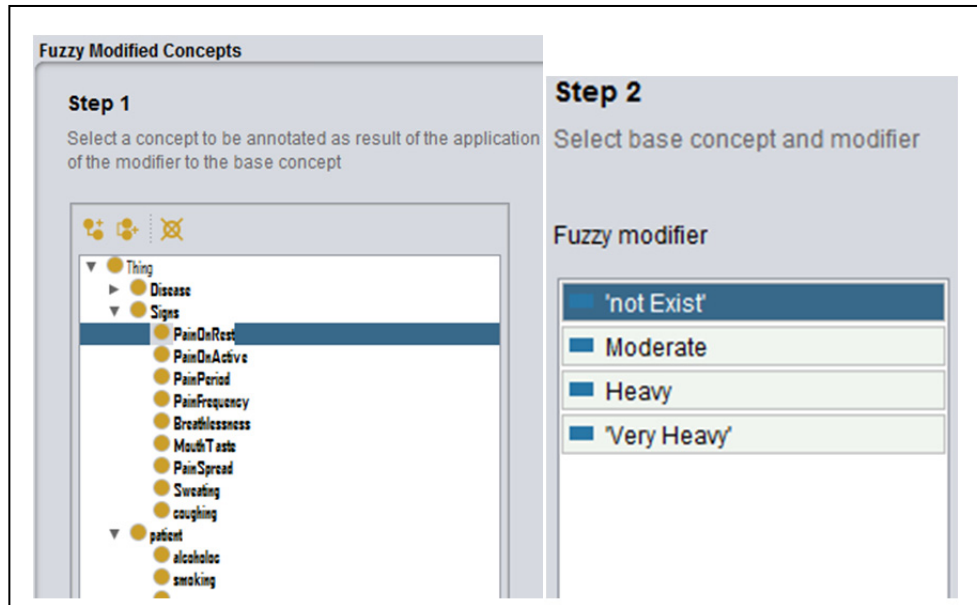 Fuzzy Modified Concepts
Step 1
Select a concept to be annotated as result of the application
of the modifier to the base concept
Thing
Disease
Signs
PainOnRest
PainOnActive
PainPeriod
PainFrequency
Breathlessness
MouthTaste
PainSpread
Sweating
coughing
patient
alcoholoc
smoking
Step 2
Select base concept and modifier
Fuzzy modifier
'not Exist'
Moderate
Heavy
'Very Heavy'